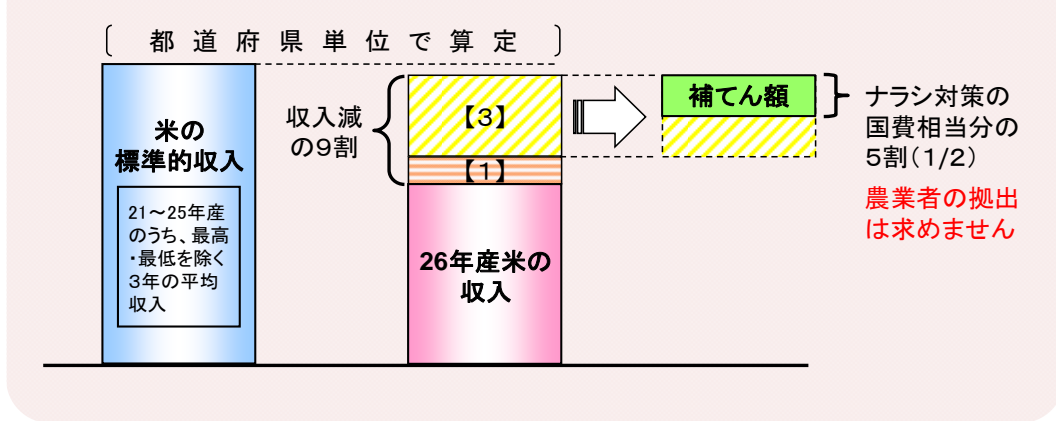 〔都道府県単位で算定〕
米の
標準的収入
21～25年産
のうち、最高
・最低を除く
3年の平均
収入
収入減
の9割
【3】
【1】
26年産米の
収入
補てん額
ナラシ対策の
国費相当分の
5割(1/2)
農業者の拠出
は求めません